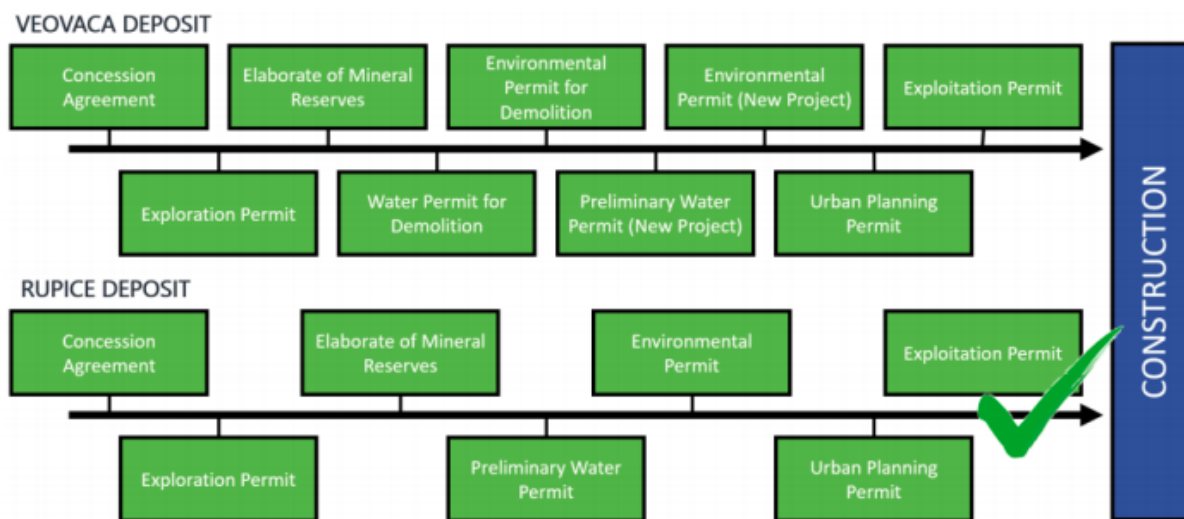 VEOVACA DEPOSIT
Concession
Agreement
Elaborate of Mineral
Reserves
Environmental
Permit for
Demolition
Environmental
Permit (New Project)
Exploitation Permit
Exploration Permit
Water Permit for
Demolition
Preliminary Water
Permit (New Project)
Urban Planning
Permit
RUPICE DEPOSIT
Concession
Agreement
Elaborate of Mineral
Reserves
Environmental
Permit
Exploitation Permit
Exploration Permit
Preliminary Water
Permit
Urban Planning
Permit
CONSTRUCTION